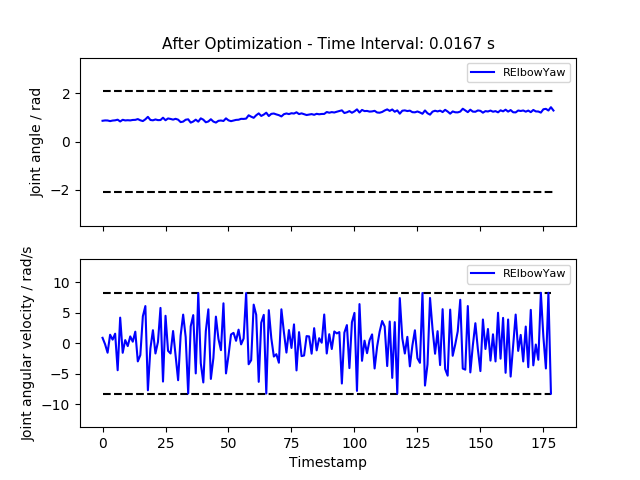 After Optimization - Time Interval: 0.0167 s
RElbowYaw
Joint angle / rad
2
0
−2
RElbowYaw
Joint angular velocity / rad/s
10
5
0
−5
−10
0 25 50 75 100 125 150 175
Timestamp